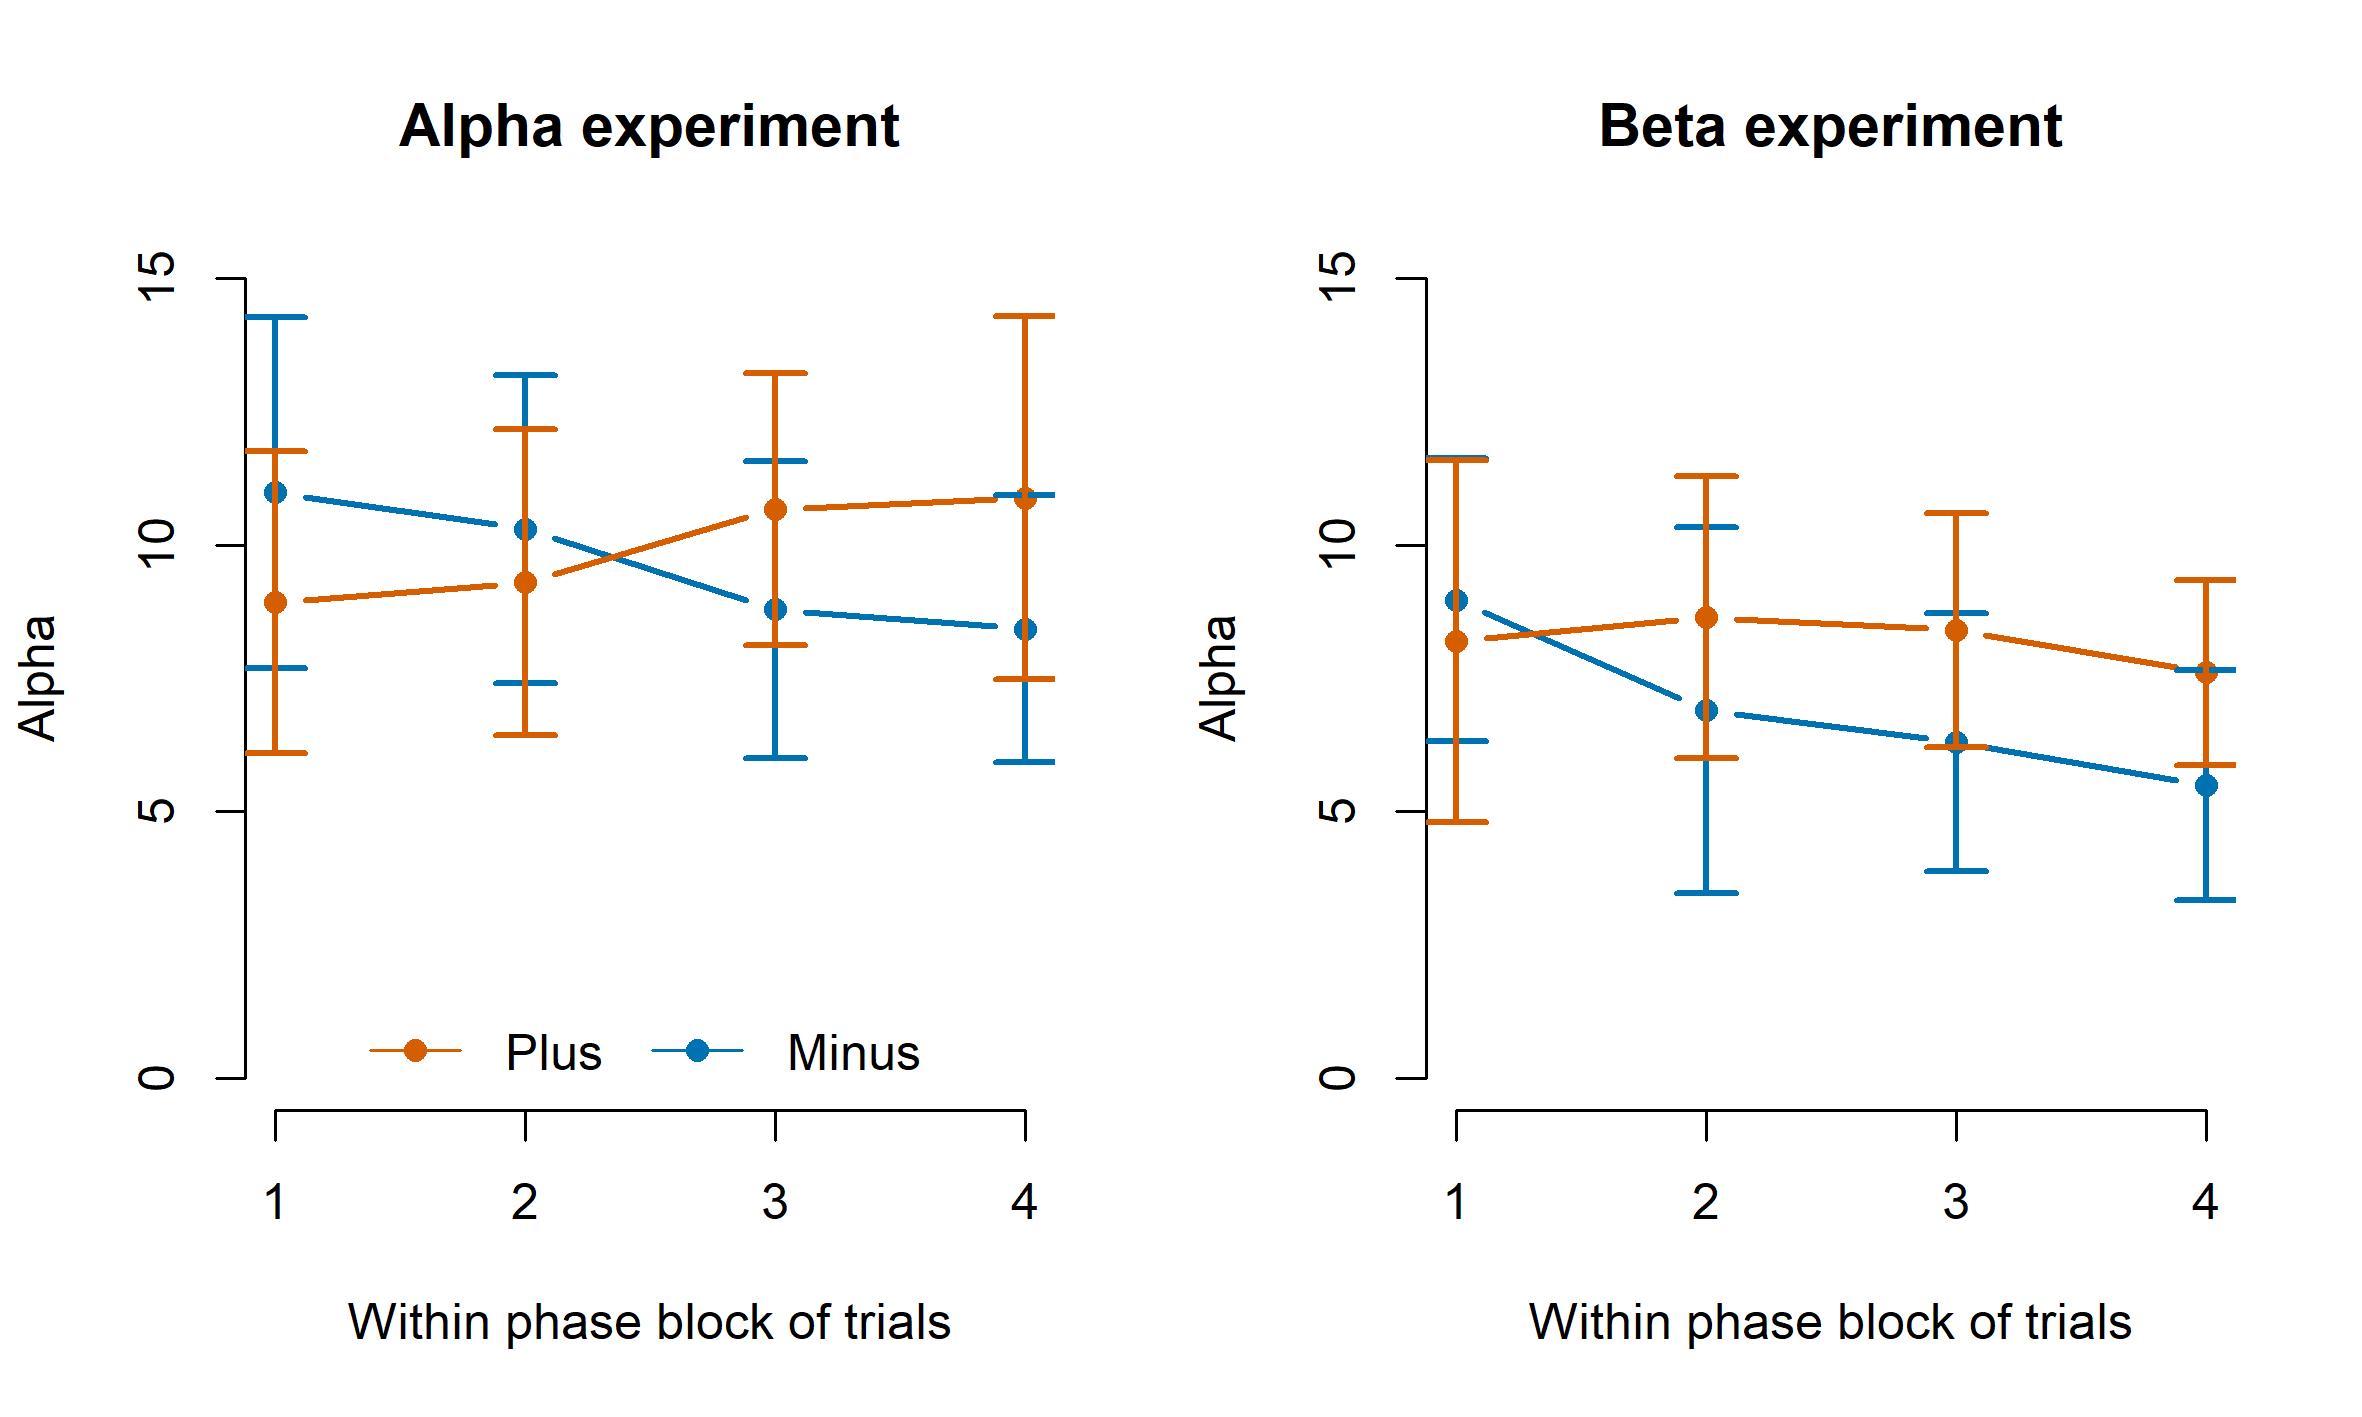 Alpha experiment
Alpha
15
10
5
0
Plus Minus
1 2 3 4
Within phase block of trials
Beta experiment
Alpha
15
10
5
0
1 2 3 4
Within phase block of trials